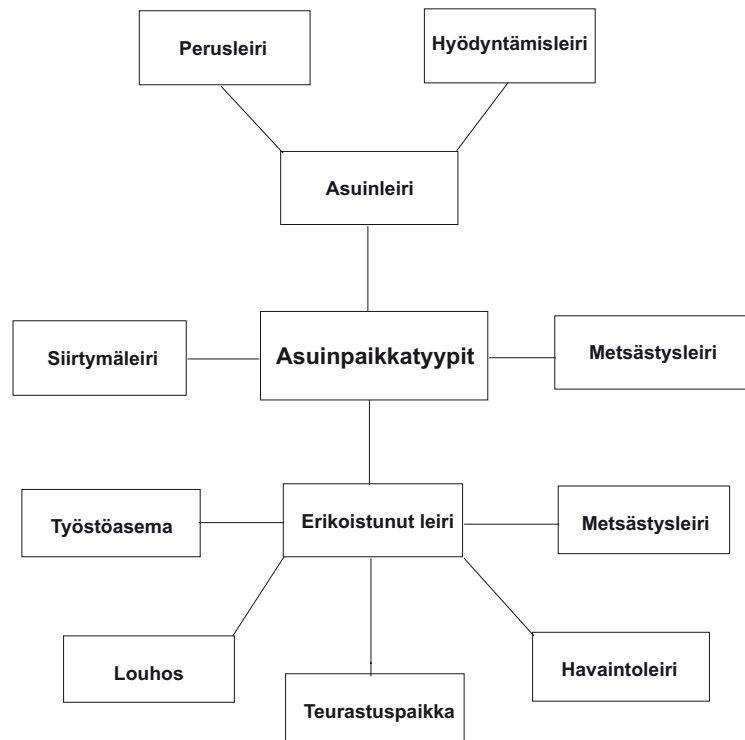 Perusleiri
Hyödyntämisleiri
Asuinleiri
Siirtymäleiri
Asuinpaikkatyypit
Metsästysleiri
Työstöasema
Erikoistunut leiri
Metsästysleiri
Louhos
Teurastuspaikka
Havaintoleiri